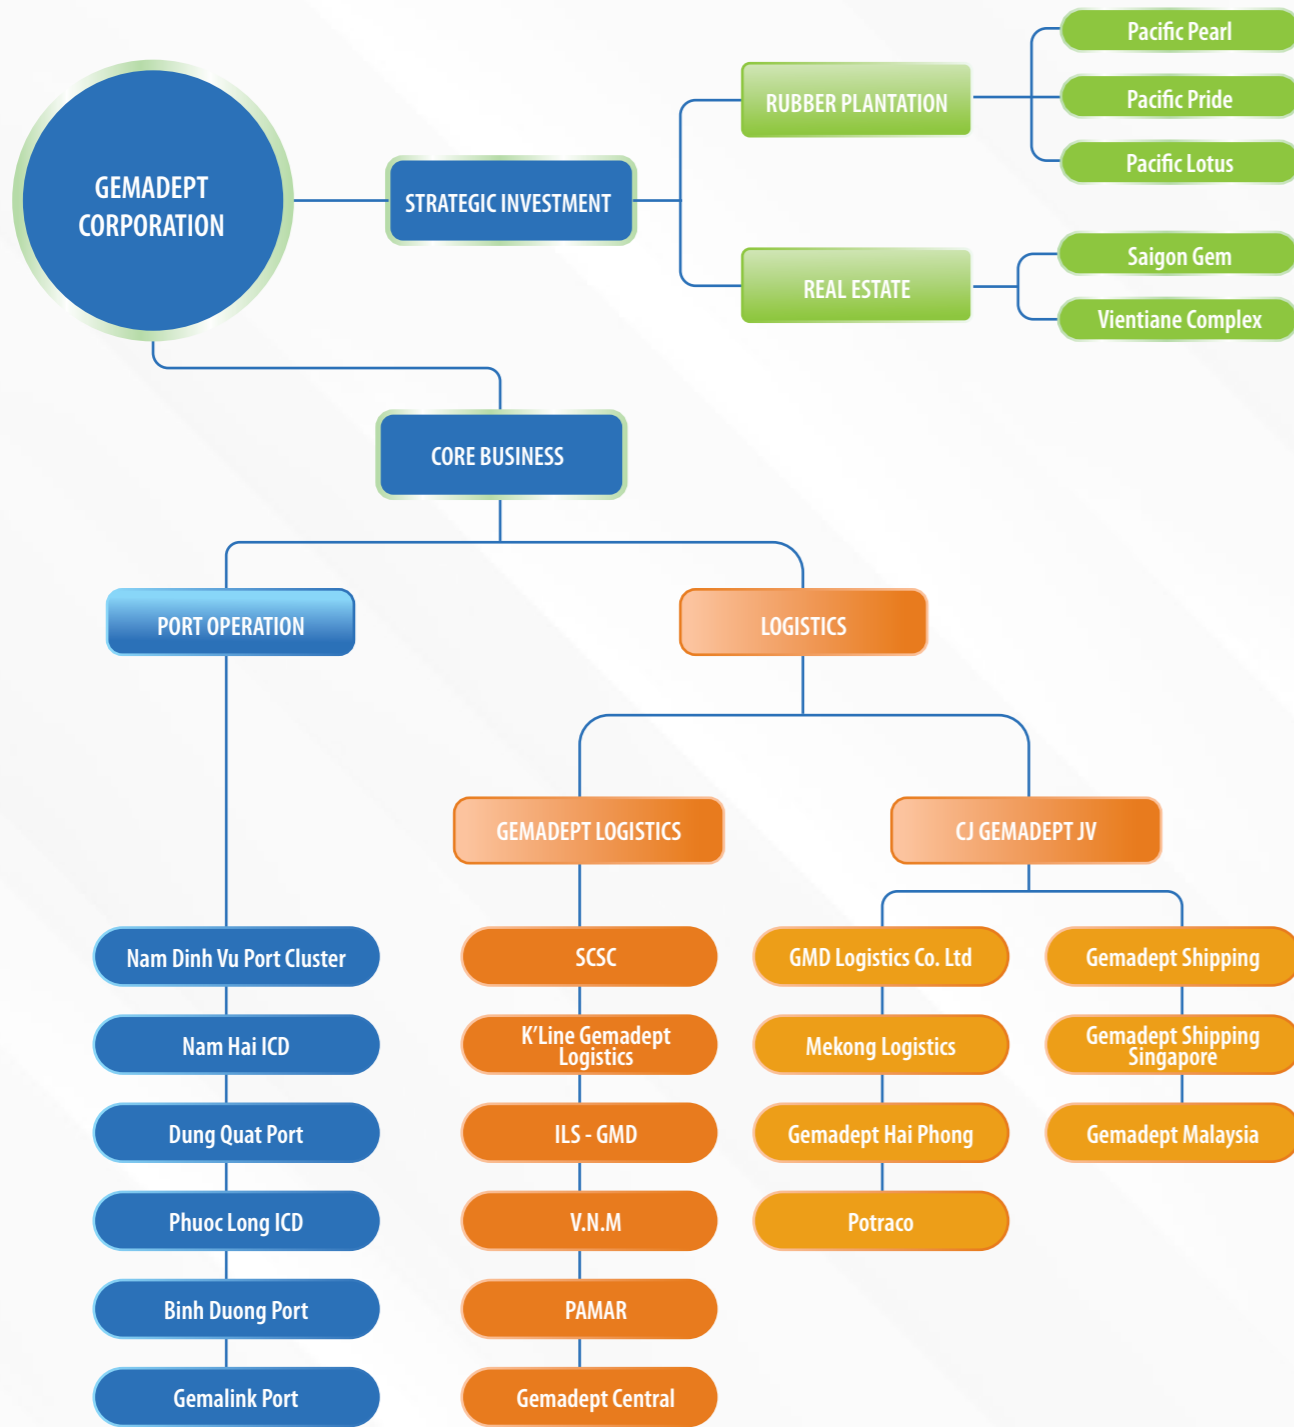 GEMADEPT
CORPORATION
STRATEGIC INVESTMENT
RUBBER PLANTATION
Pacific Pearl
Pacific Pride
Pacific Lotus
REAL ESTATE
Saigon Gem
Vientiane Complex
CORE BUSINESS
PORT OPERATION
LOGISTICS
GEMADEPT LOGISTICS
CJ GEMADEPT JV
Nam Dinh Vu Port Cluster
Nam Hai ICD
Dung Quat Port
Phuoc Long ICD
Binh Duong Port
Gemalink Port
SCSC
K'Line Gemadept
Logistics
ILS - GMD
V.N.M
PAMAR
Gemadept Central
GMD Logistics Co. Ltd
Mekong Logistics
Gemadept Hai Phong
Potraco
Gemadept Shipping
Gemadept Shipping
Singapore
Gemadept Malaysia